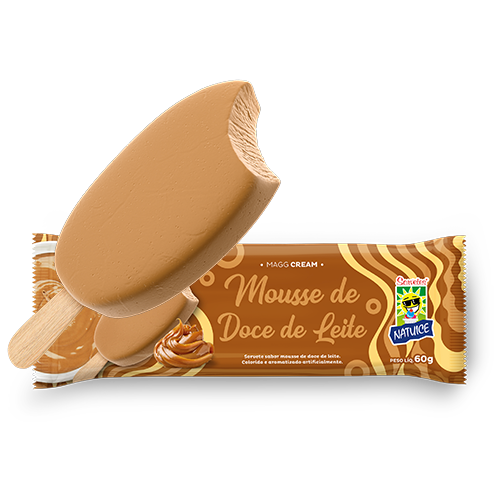 • MAGG CREAM •
Mousse de
Doce de Leite
Sorvete sabor mousse de doce de leite.
Colorido e aromatizado artificialmente.
Sorvetes
NATUICE
PESO LÍQ. 60g